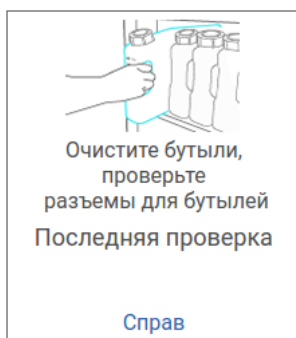 Очистите бутыли,
проверьте
разъемы для бутылей
Последняя проверка
Справ